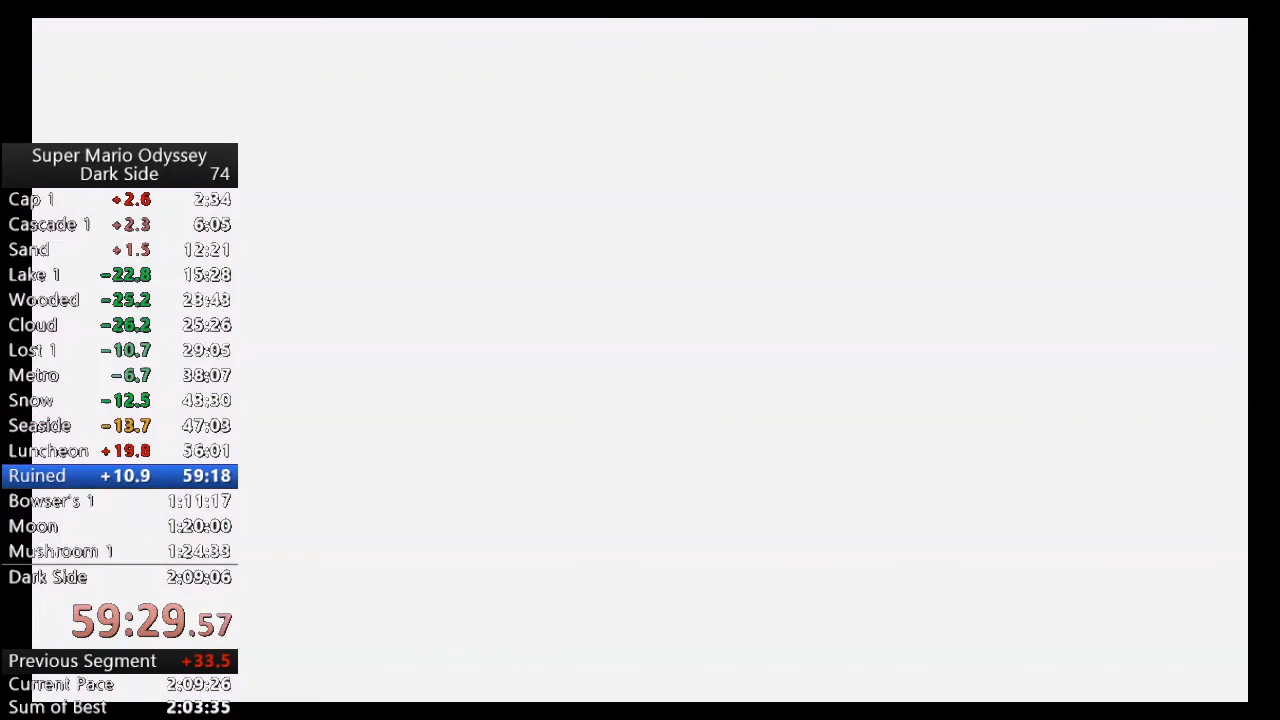 Super Mario Odyssey
Dark Side 74
Cap 1 +2.6 2:34
Cascade 1 +2.3 6:05
Sand +1.5 12:21
Lake 1 -22.8 15:28
Wooded -25.2 23:43
Cloud -26.2 25:26
Lost 1 -10.7 29:05
Metro -6.7 38:07
Snow -12.5 43:30
Seaside -13.7 47:03
Luncheon +19.8 56:01
Ruined +10.9 59:18
Bowser's 1 1:11:17
Moon 1:20:00
Mushroom 1 1:24:33
Dark Side 2:09:06
59:29.57
Previous Segment +33.5
Current Pace 2:09:26
Sum of Best 2:03:35